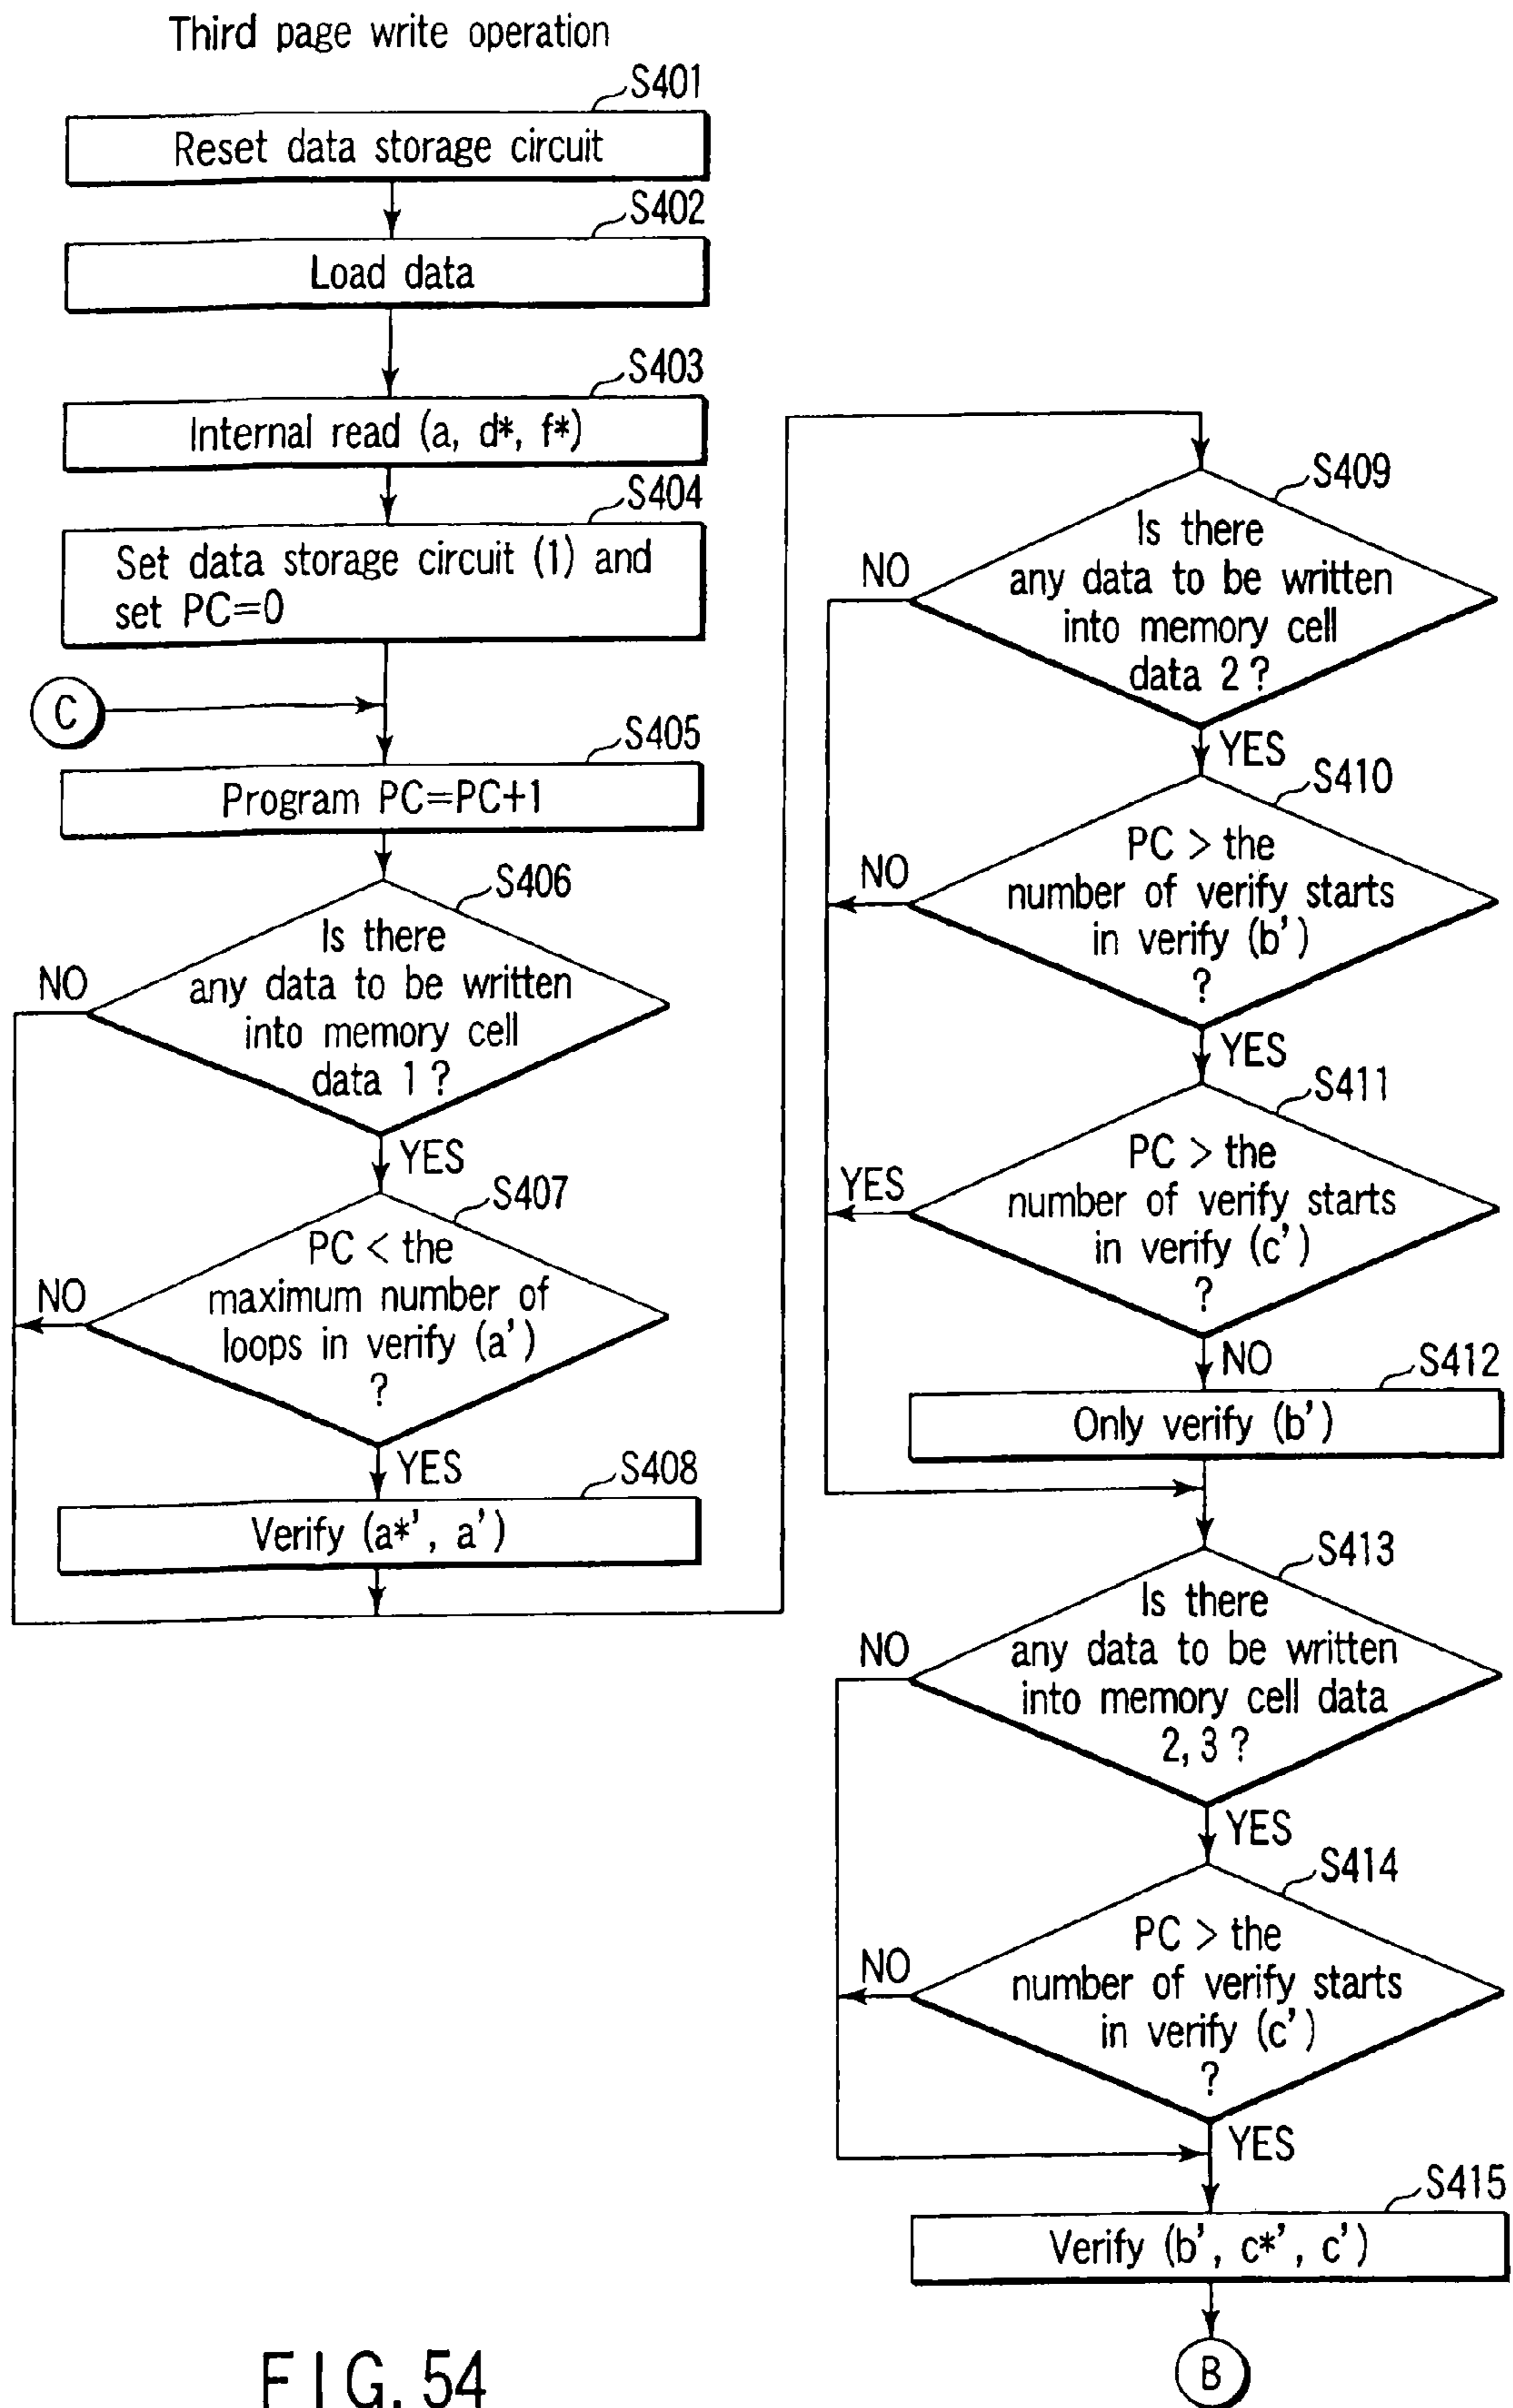 Third page write operation
S401
Reset data storage circuit
S402
Load data
S403
Internal read (a, d*, f*)
S404
Set data storage circuit (1) and
set PC=0
C
S405
Program PC=PC+1
S406
Is there
any data to be written
into memory cell
data 1?
NO
YES
S407
PC < the
maximum number of
loops in verify (a')
?
NO
YES
S408
Verify (a*', a')
S409
Is there
any data to be written
into memory cell
data 2?
NO
YES
S410
PC > the
number of verify starts
in verify (b')
?
NO
YES
S411
PC > the
number of verify starts
in verify (c')
?
YES
NO
S412
Only verify (b')
S413
Is there
any data to be written
into memory cell data
2,3?
NO
YES
S414
PC > the
number of verify starts
in verify (c')
?
NO
YES
S415
Verify (b', c*', c')
B
FIG. 54